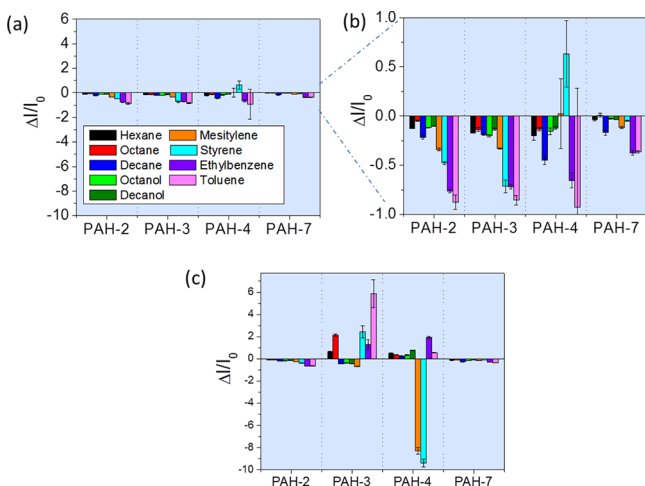 (a)
6
4
2
0
-2
-4
-6
-8
-10
ΔI/I0
Hexane
Octane
Decane
Octanol
Decanol
Mesitylene
Styrene
Ethylbenzene
Toluene
PAH-2 PAH-3 PAH-4 PAH-7
(b)
1.0
0.5
0.0
-0.5
-1.0
ΔI/I0
PAH-2 PAH-3 PAH-4 PAH-7
(c)
6
4
2
0
-2
-4
-6
-8
-10
ΔI/I0
PAH-2 PAH-3 PAH-4 PAH-7